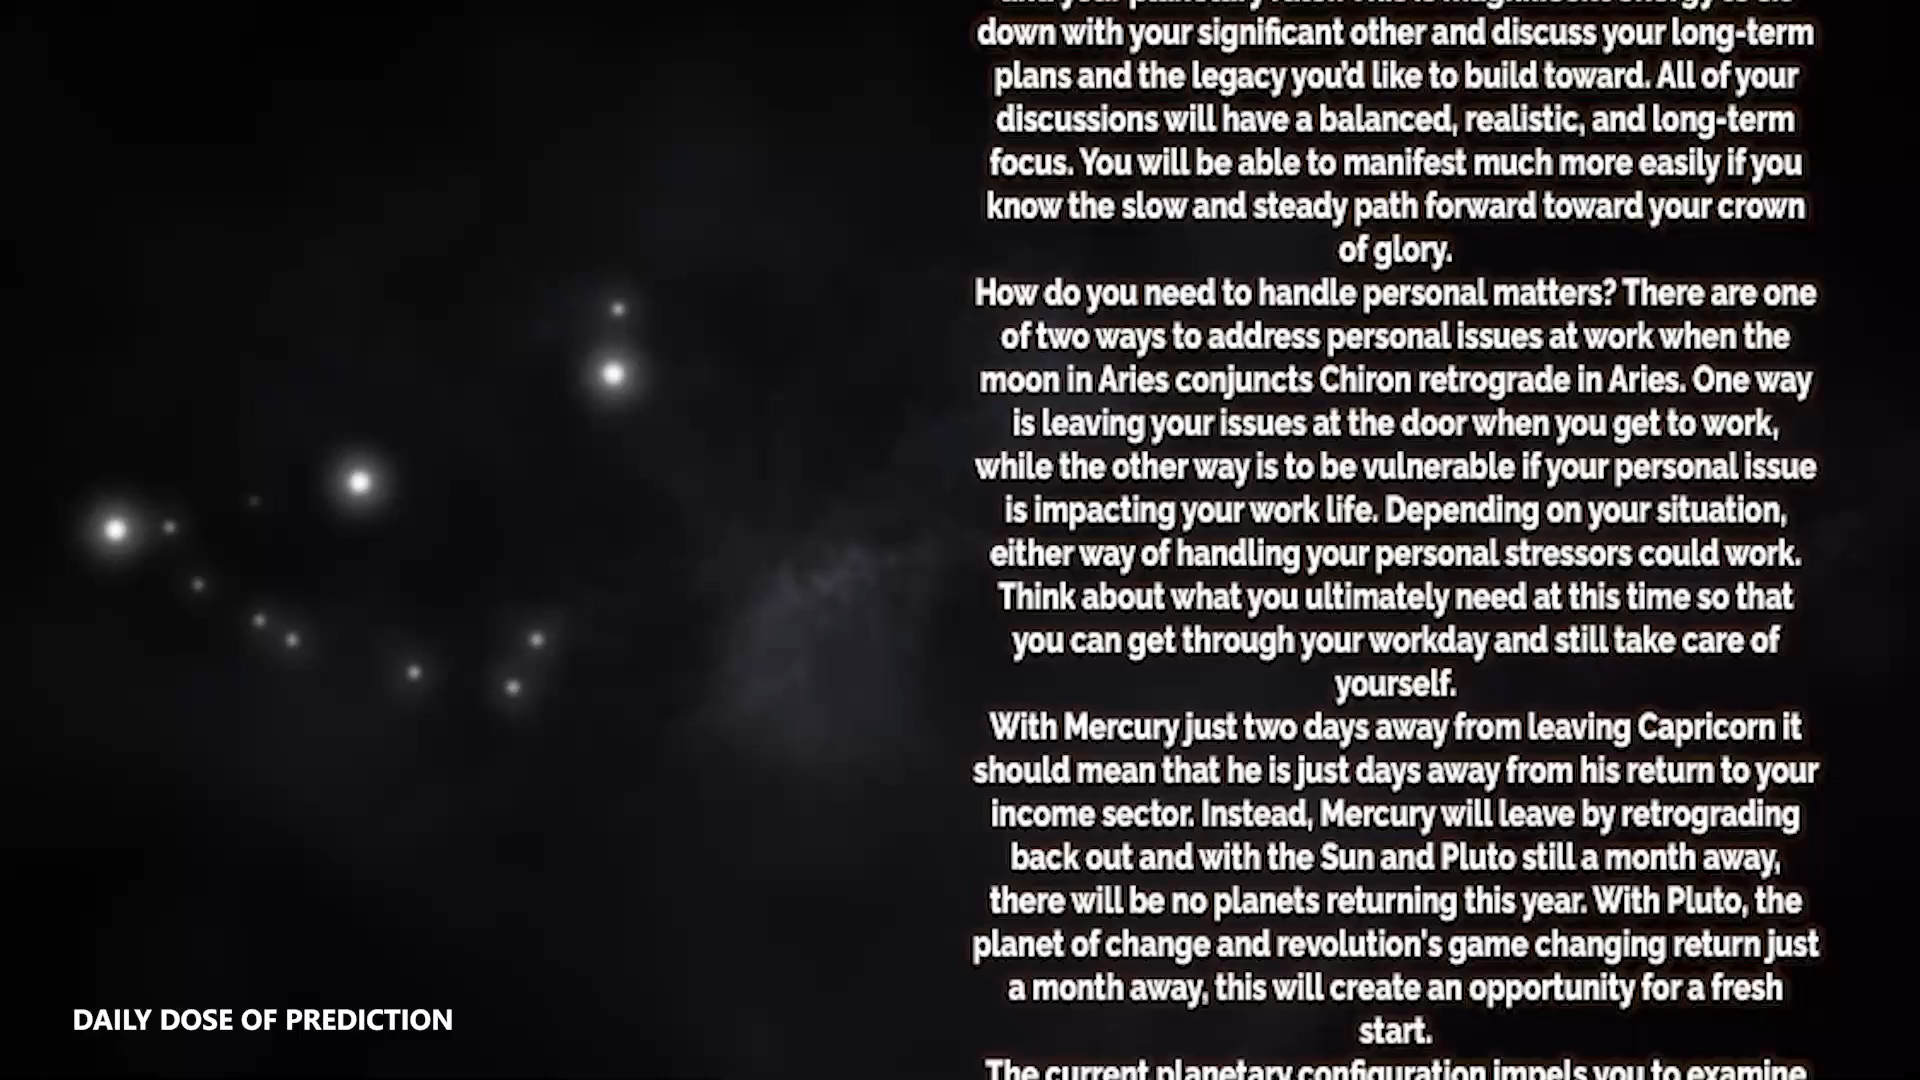 down with your significant other and discuss your long-term
plans and the legacy you'd like to build toward. All of your
discussions will have a balanced, realistic, and long-term
focus. You will be able to manifest much more easily if you
know the slow and steady path forward toward your crown
of glory.
How do you need to handle personal matters? There are one
of two ways to address personal issues at work when the
moon in Aries conjuncts Chiron retrograde in Aries. One way
is leaving your issues at the door when you get to work,
while the other way is to be vulnerable if your personal issue
is impacting your work life. Depending on your situation,
either way of handling your personal stressors could work.
Think about what you ultimately need at this time so that
you can get through your workday and still take care of
yourself.
With Mercury just two days away from leaving Capricorn it
should mean that he is just days away from his return to your
income sector. Instead, Mercury will leave by retrograding
back out and with the Sun and Pluto still a month away,
there will be no planets returning this year. With Pluto, the
planet of change and revolution's game changing return just
a month away, this will create an opportunity for a fresh
start.
The current planetary configuration impels you to examine
DAILY DOSE OF PREDICTION